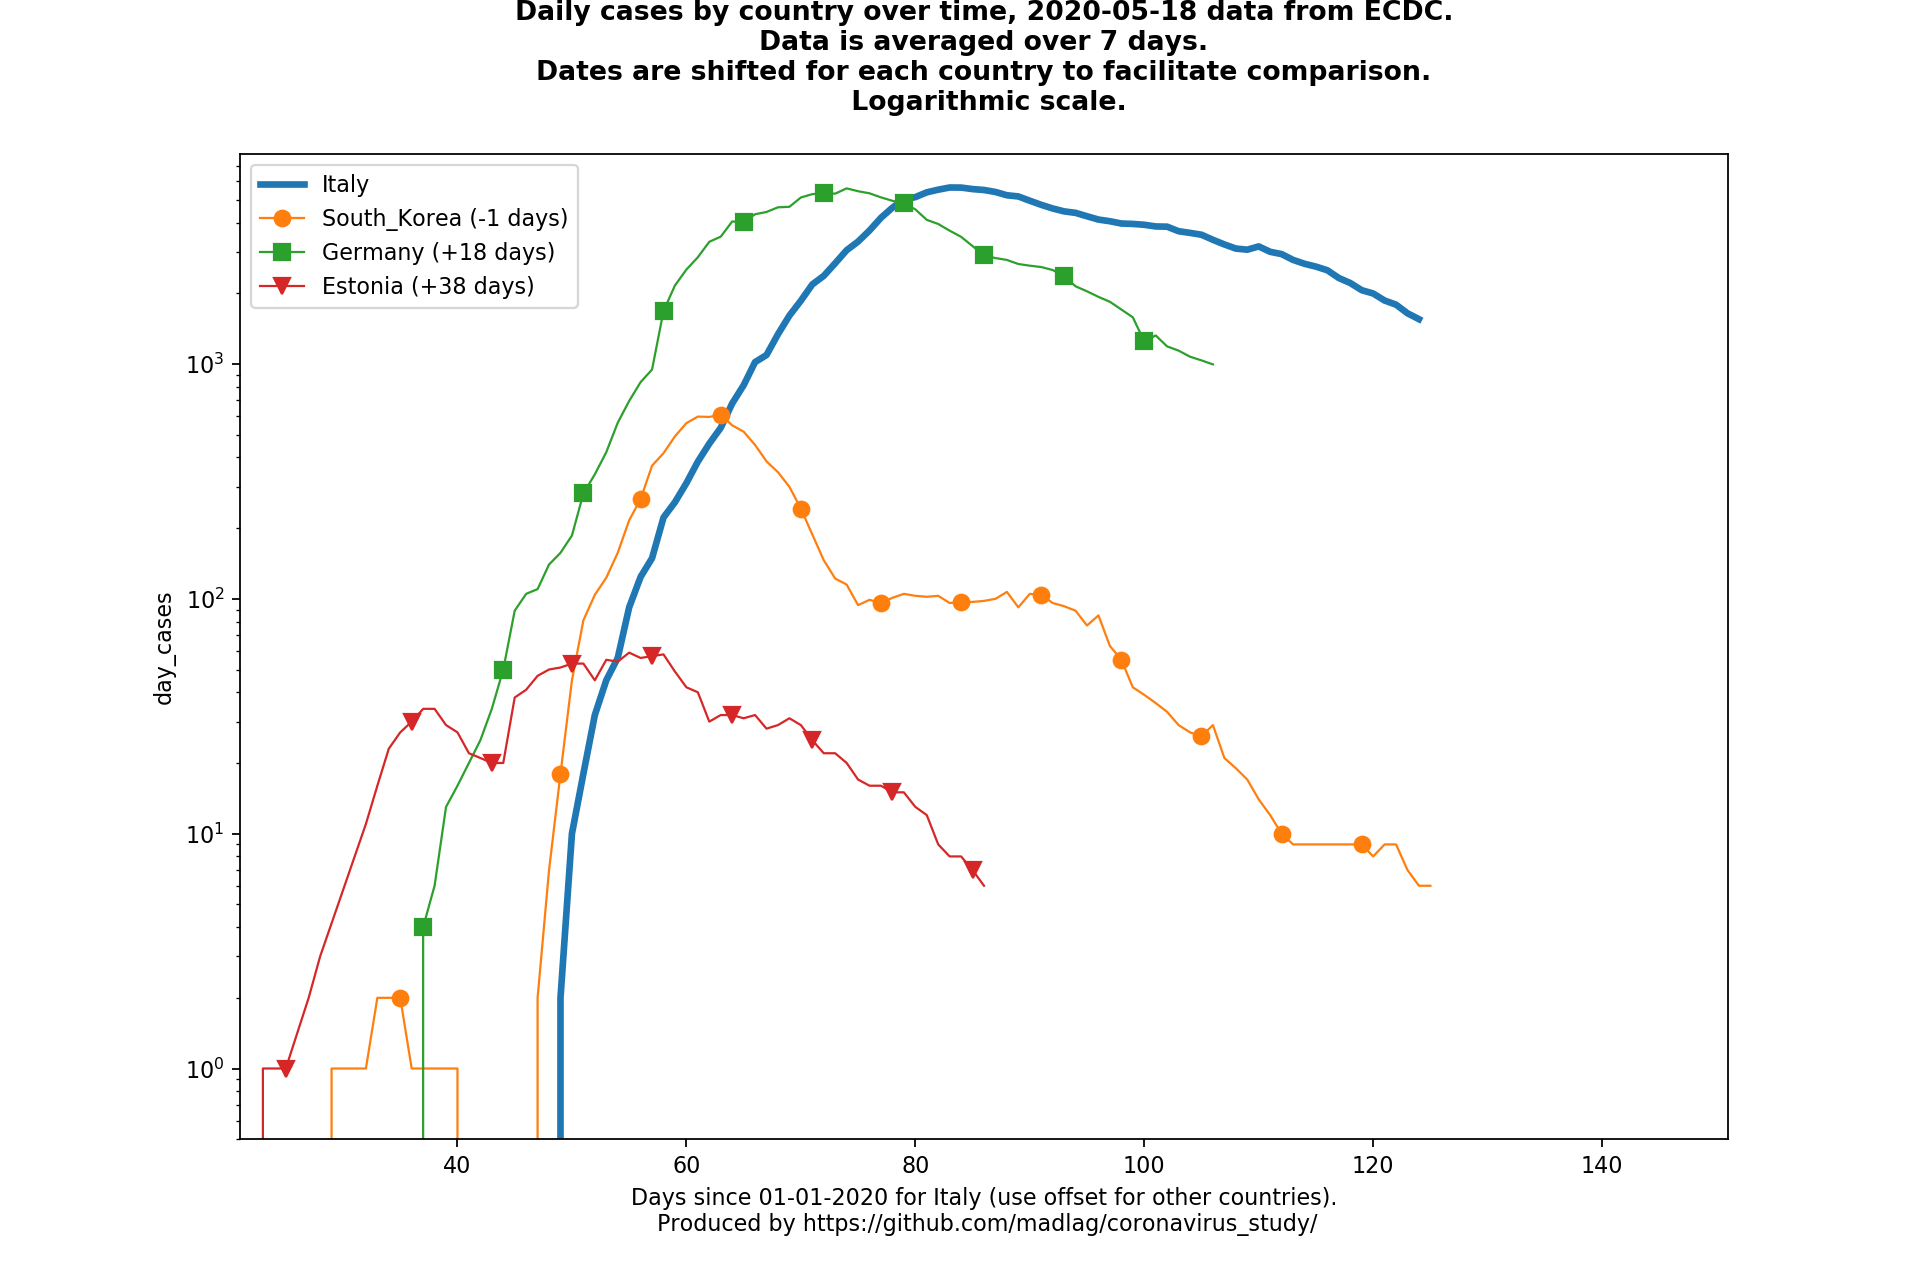 Daily cases by country over time, 2020-05-18 data from ECDC.
Data is averaged over 7 days.
Dates are shifted for each country to facilitate comparison.
Logarithmic scale.
Italy
South_Korea (-1 days)
Germany (+18 days)
Estonia (+38 days)
day_cases
10³
10²
10¹
10⁰
40 60 80 100 120 140
Days since 01-01-2020 for Italy (use offset for other countries).
Produced by https://github.com/madlag/coronavirus_study/